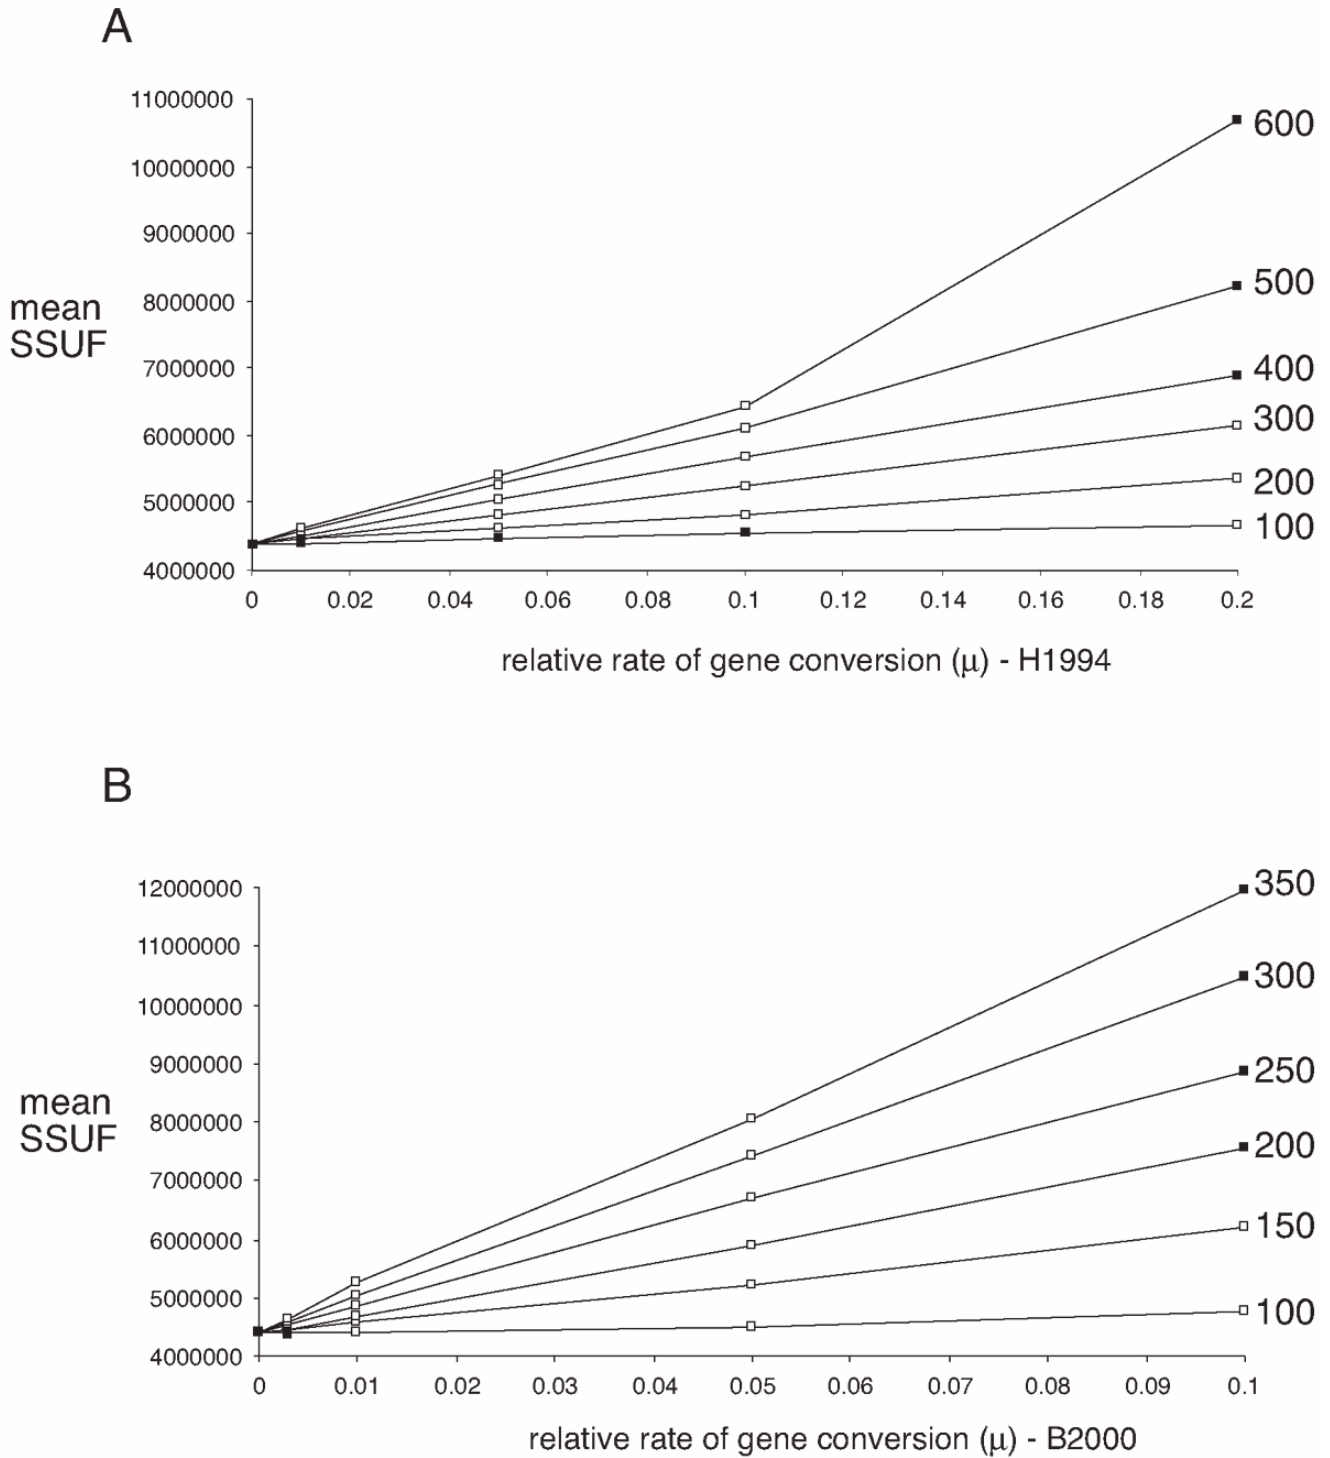 A
11000000
10000000
9000000
8000000
7000000
6000000
5000000
4000000
mean
SSUF
600
500
400
300
200
100
0 0.02 0.04 0.06 0.08 0.1 0.12 0.14 0.16 0.18 0.2
relative rate of gene conversion (μ) - H1994
B
12000000
11000000
10000000
9000000
8000000
7000000
6000000
5000000
4000000
mean
SSUF
350
300
250
200
150
100
0 0.01 0.02 0.03 0.04 0.05 0.06 0.07 0.08 0.09 0.1
relative rate of gene conversion (μ) - B2000